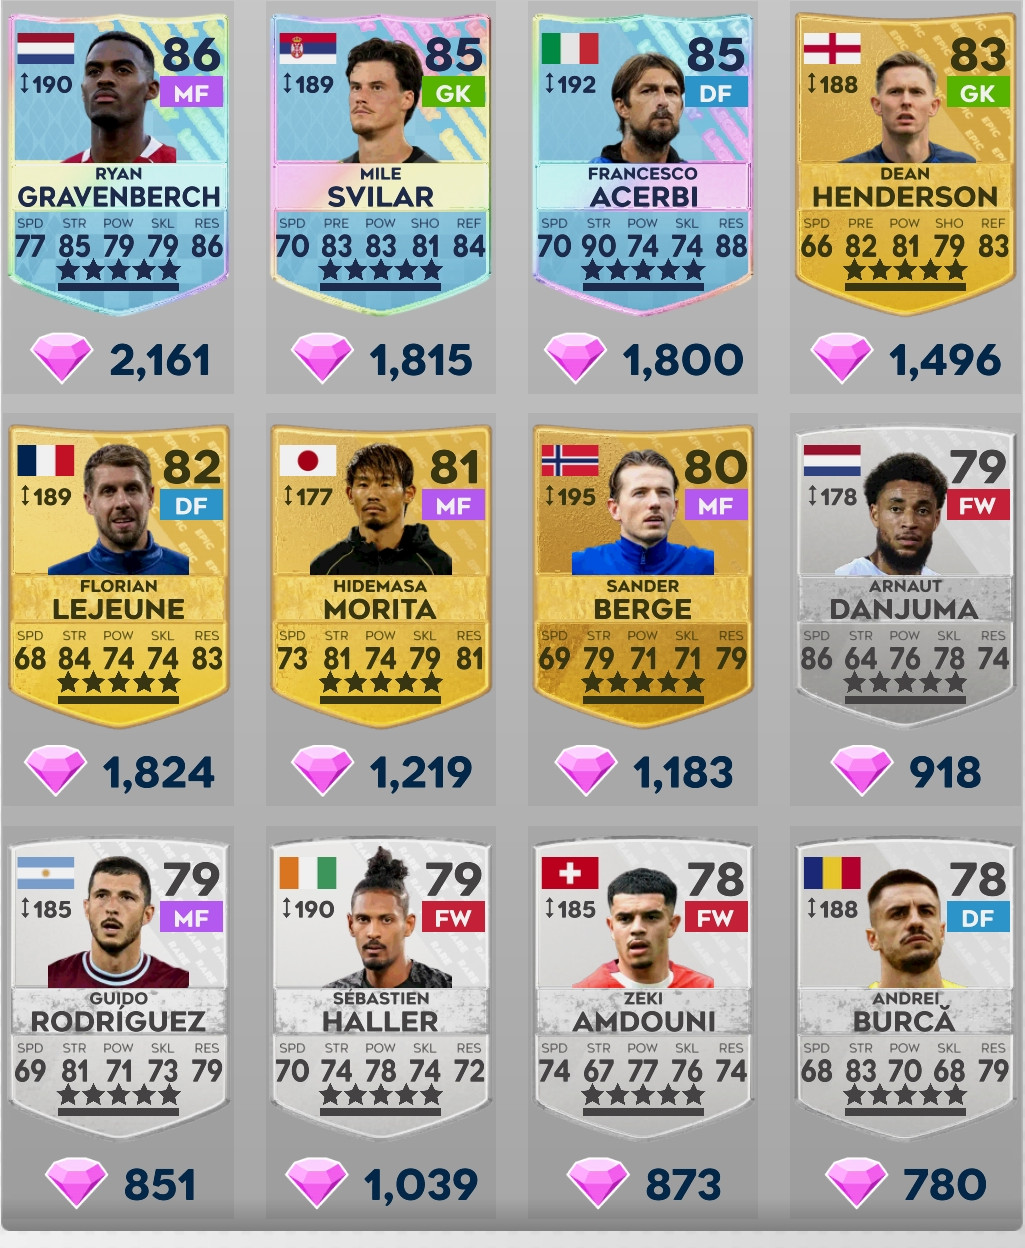 86
190
MF
RYAN
GRAVENBERCH
SPD STR POW SKL RES
77 85 79 79 86
2,161
85
189
GK
MILE
SVILAR
SPD PRE POW SHO REF
70 83 83 81 84
1,815
85
192
DF
FRANCESCO
ACERBI
SPD STR POW SKL RES
70 90 74 74 88
1,800
EPIC
83
188
GK
DEAN
HENDERSON
SPD PRE POW SHO REF
66 82 81 79 83
1,496
EPIC
82
189
DF
FLORIAN
LEJEUNE
SPD STR POW SKL RES
68 84 74 74 83
1,824
EPIC
81
177
MF
HIDEMASA
MORITA
SPD STR POW SKL RES
73 81 74 79 81
1,219
EPIC
80
195
MF
SANDER
BERGE
SPD STR POW SKL RES
69 79 71 71 79
1,183
79
178
FW
ARNAUT
DANJUMA
SPD STR POW SKL RES
86 64 76 78 74
918
RARE
79
185
MF
GUIDO
RODRÍGUEZ
SPD STR POW SKL RES
69 81 71 73 79
851
RARE
79
190
FW
SÉBASTIEN
HALLER
SPD STR POW SKL RES
70 74 78 74 72
1,039
RARE
78
185
FW
ZEKI
AMDOUNI
SPD STR POW SKL RES
74 67 77 76 74
873
RARE
78
188
DF
ANDREI
BURCĂ
SPD STR POW SKL RES
68 83 70 68 79
780